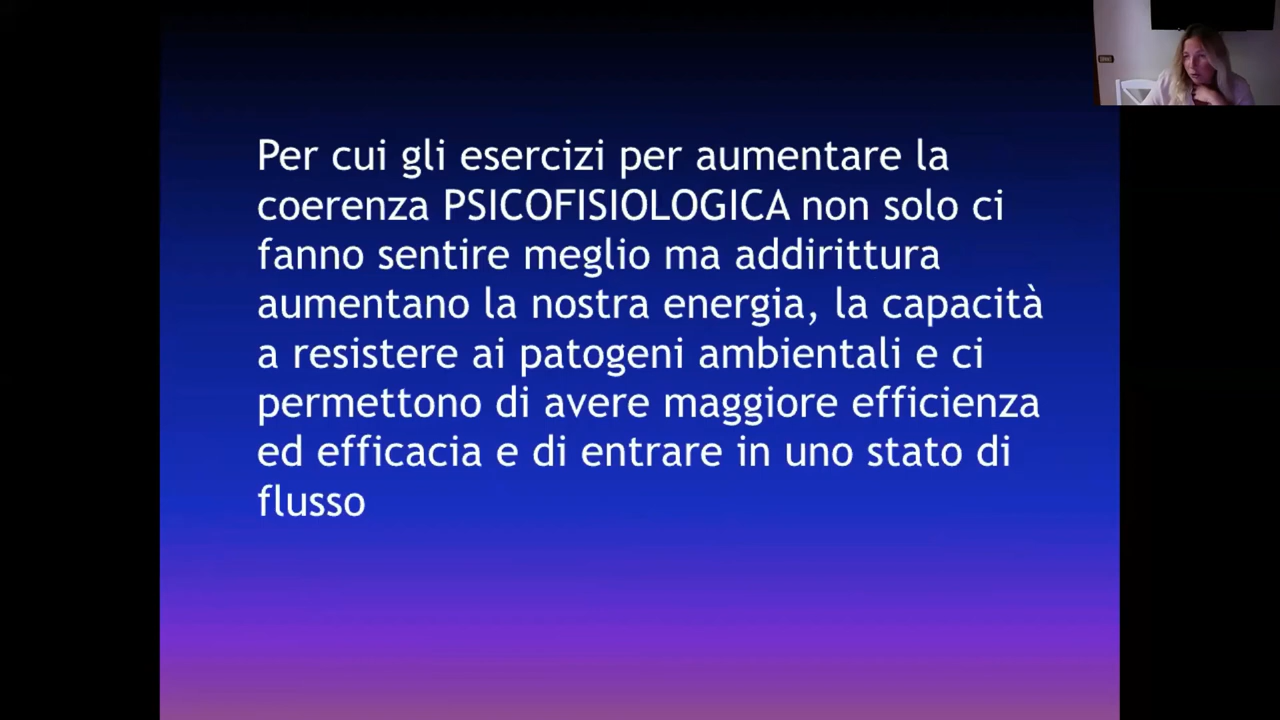 Per cui gli esercizi per aumentare la
coerenza PSICOFISIOLOGICA non solo ci
fanno sentire meglio ma addirittura
aumentano la nostra energia, la capacità
a resistere ai patogeni ambientali e ci
permettono di avere maggiore efficienza
ed efficacia e di entrare in uno stato di
flusso